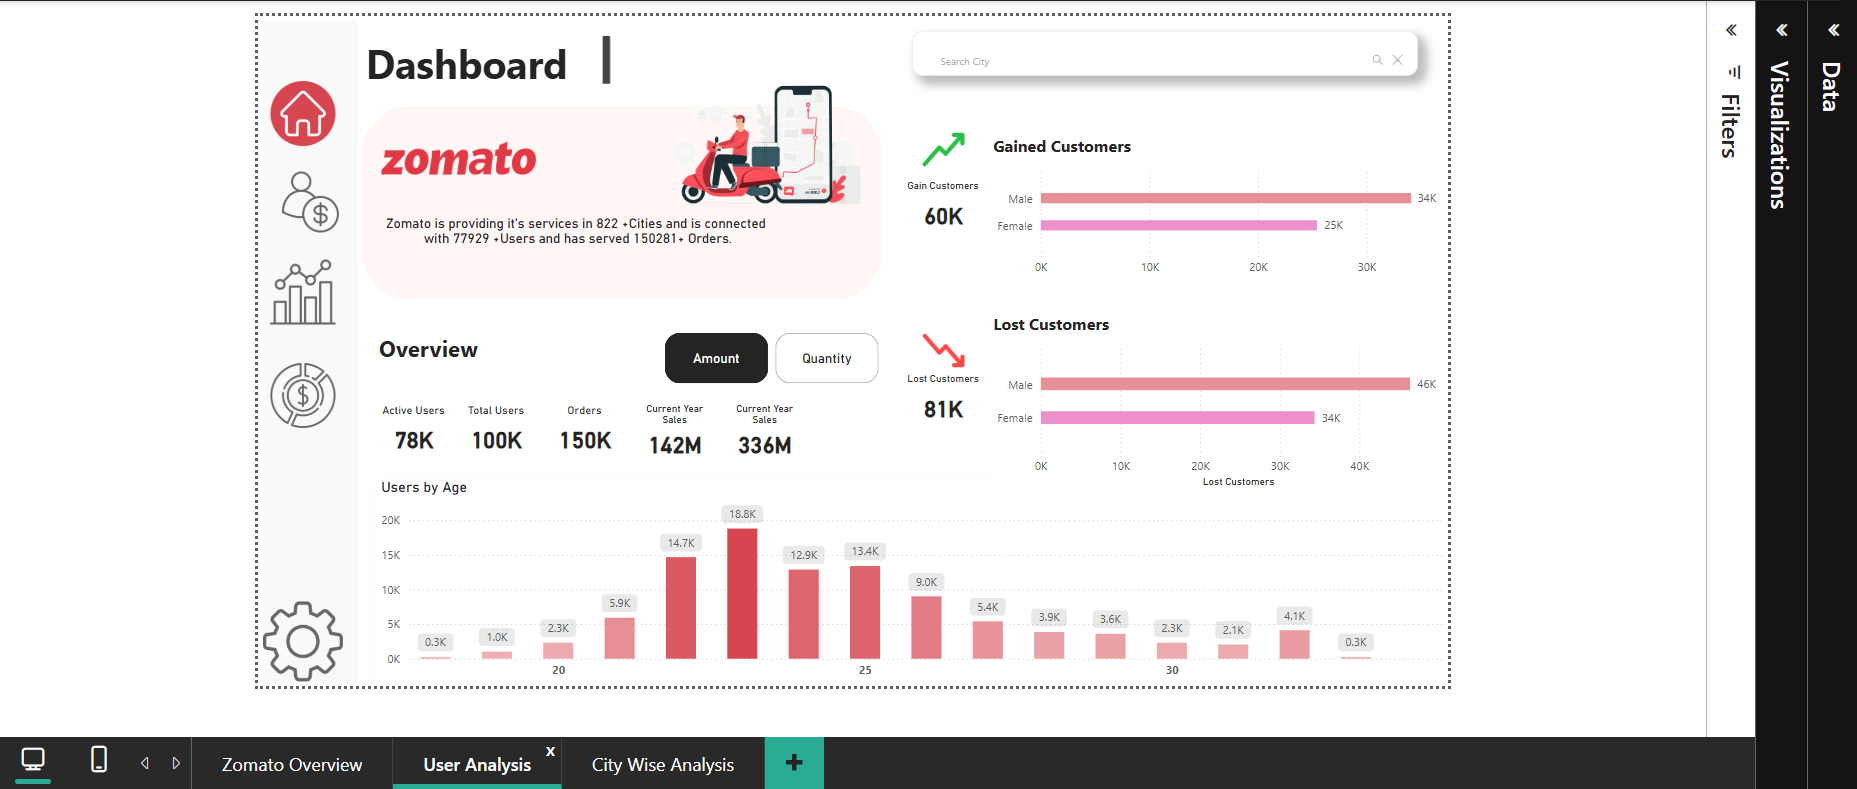 Dashboard
Search City
zomato
Zomato is providing it's services in 822 +Cities and is connected
with 77929 +Users and has served 150281+ Orders.
Gain Customers
60K
Gained Customers
Male
34K
Female
25K
0K
10K
20K
30K
Overview
Amount
Quantity
Active Users
78K
Total Users
100K
Orders
150K
Current Year
Sales
142M
Current Year
Sales
336M
Lost Customers
81K
Lost Customers
Male
46K
Female
34K
0K
10K
20K
30K
40K
Lost Customers
Users by Age
20K
15K
10K
5K
0K
0.3K
1.0K
2.3K
5.9K
14.7K
18.8K
12.9K
13.4K
9.0K
5.4K
3.9K
3.6K
2.3K
2.1K
4.1K
0.3K
20
25
30
Filters
Visualizations
Data
Zomato Overview
User Analysis
x
City Wise Analysis
+